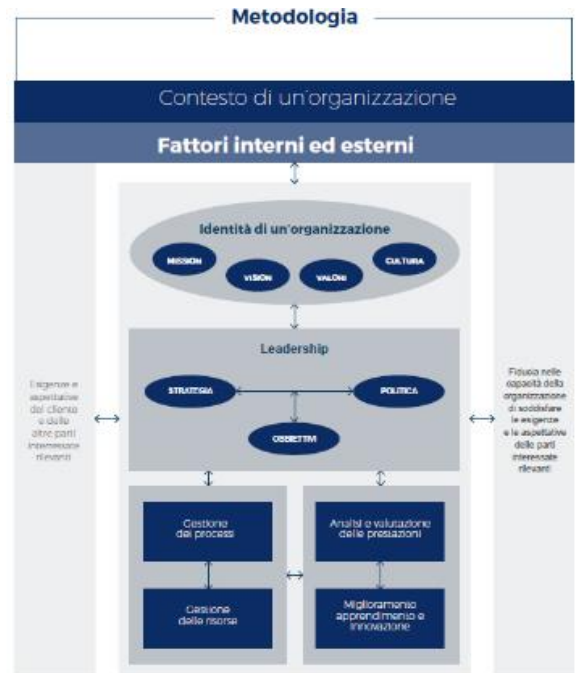 Metodologia
Contesto di un'organizzazione
Fattori interni ed esterni
Identità di un'organizzazione
MISSION
VISION
VALORI
CULTURA
Leadership
STRATEGIA
POLITICA
OBIETTIVI
Esigenze e
aspettative
del cliente
e delle
altre parti
interessate
rilevanti
Fiducia nelle
capacità della
organizzazione
di soddisfare
le esigenze
e le aspettative
delle parti
interessate
rilevanti
Gestione
dei processi
Gestione
delle risorse
Analisi e valutazione
delle prestazioni
Miglioramento
apprendimento e
innovazione